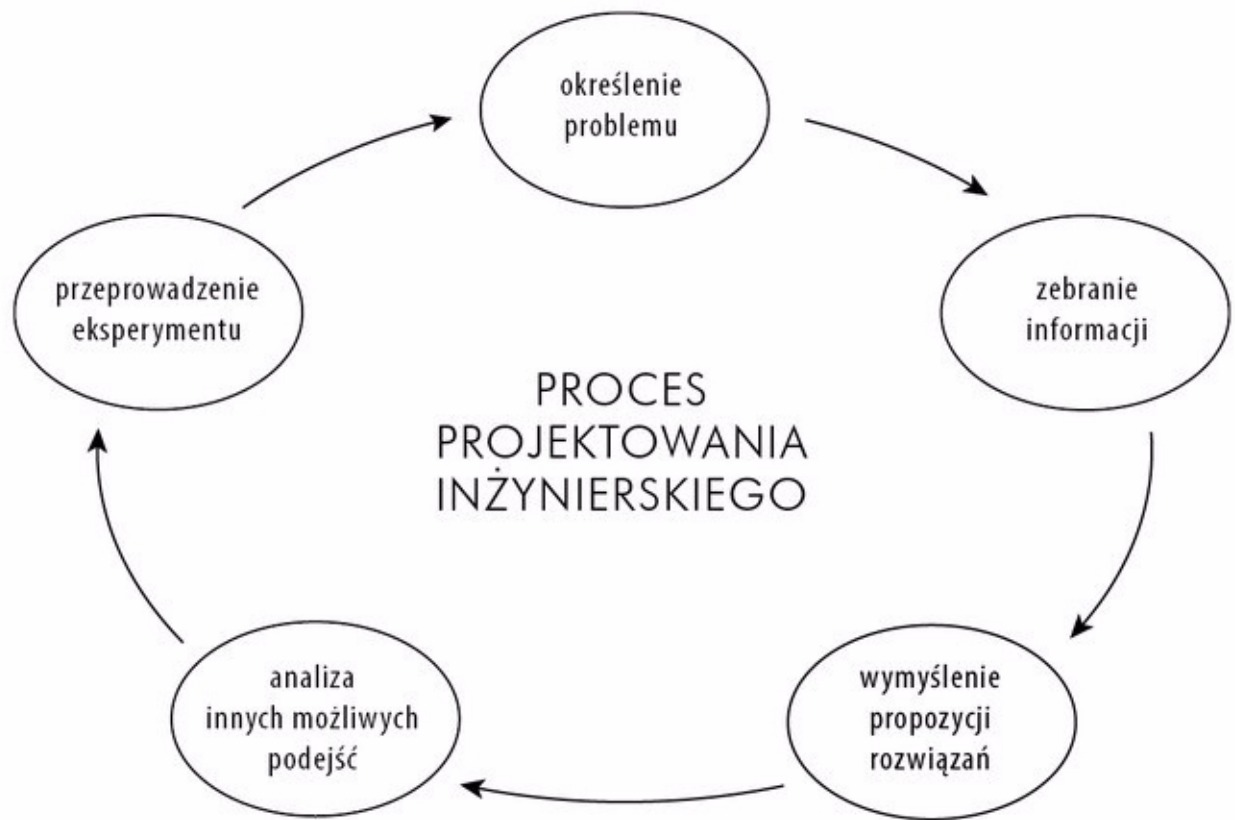 określenie
problemu
zebranie
informacji
wymyślenie
propozycji
rozwiązań
analiza
innych możliwych
podejść
przeprowadzenie
eksperymentu
PROCES
PROJEKTOWANIA
INŻYNIERSKIEGO